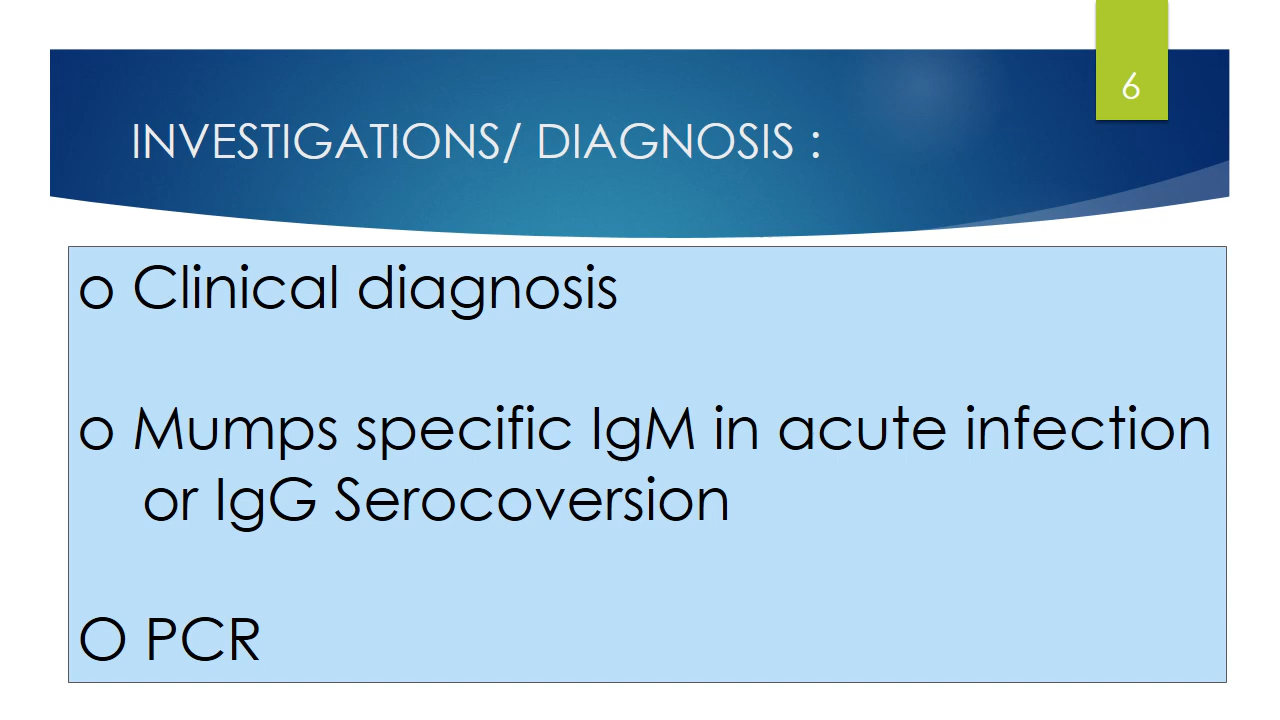 6
INVESTIGATIONS/ DIAGNOSIS :
o Clinical diagnosis
o Mumps specific IgM in acute infection
or IgG Serocoversion
O PCR